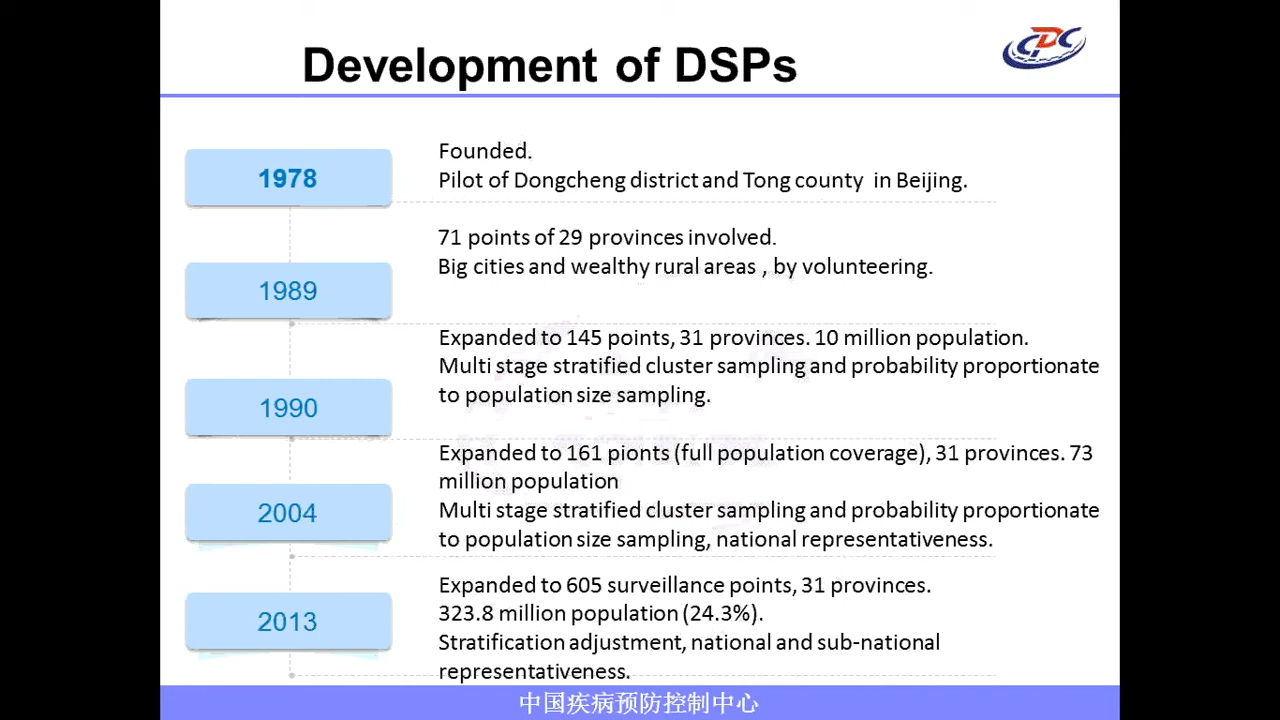 Development of DSPs
CDC
1978
Founded.
Pilot of Dongcheng district and Tong county in Beijing.
1989
71 points of 29 provinces involved.
Big cities and wealthy rural areas , by volunteering.
1990
Expanded to 145 points, 31 provinces. 10 million population.
Multi stage stratified cluster sampling and probability proportionate
to population size sampling.
2004
Expanded to 161 pionts (full population coverage), 31 provinces. 73
million population
Multi stage stratified cluster sampling and probability proportionate
to population size sampling, national representativeness.
2013
Expanded to 605 surveillance points, 31 provinces.
323.8 million population (24.3%).
Stratification adjustment, national and sub-national
representativeness.
中国疾病预防控制中心